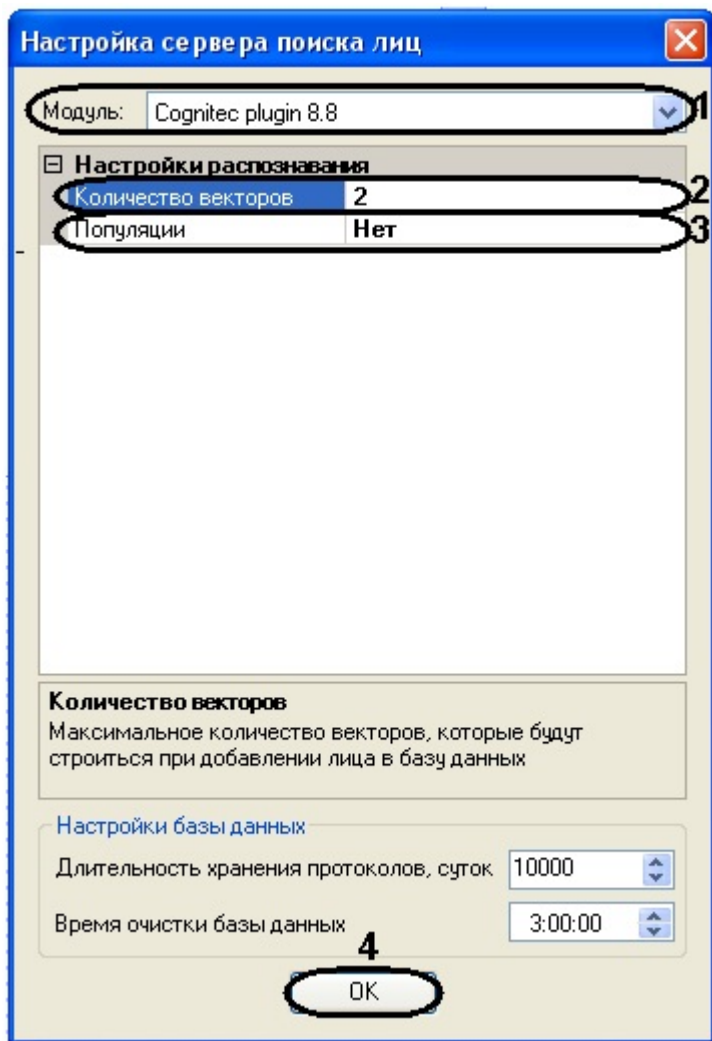 Настройка сервера поиска лиц
Модуль: Cognitec plugin 8.8 1
Настройки распознавания
Количество векторов 2 2
Популяции Нет 3
Количество векторов
Максимальное количество векторов, которые будут
строиться при добавлении лица в базу данных
Настройки базы данных
Длительность хранения протоколов, суток 10000
Время очистки базы данных 3:00:00
4
OK